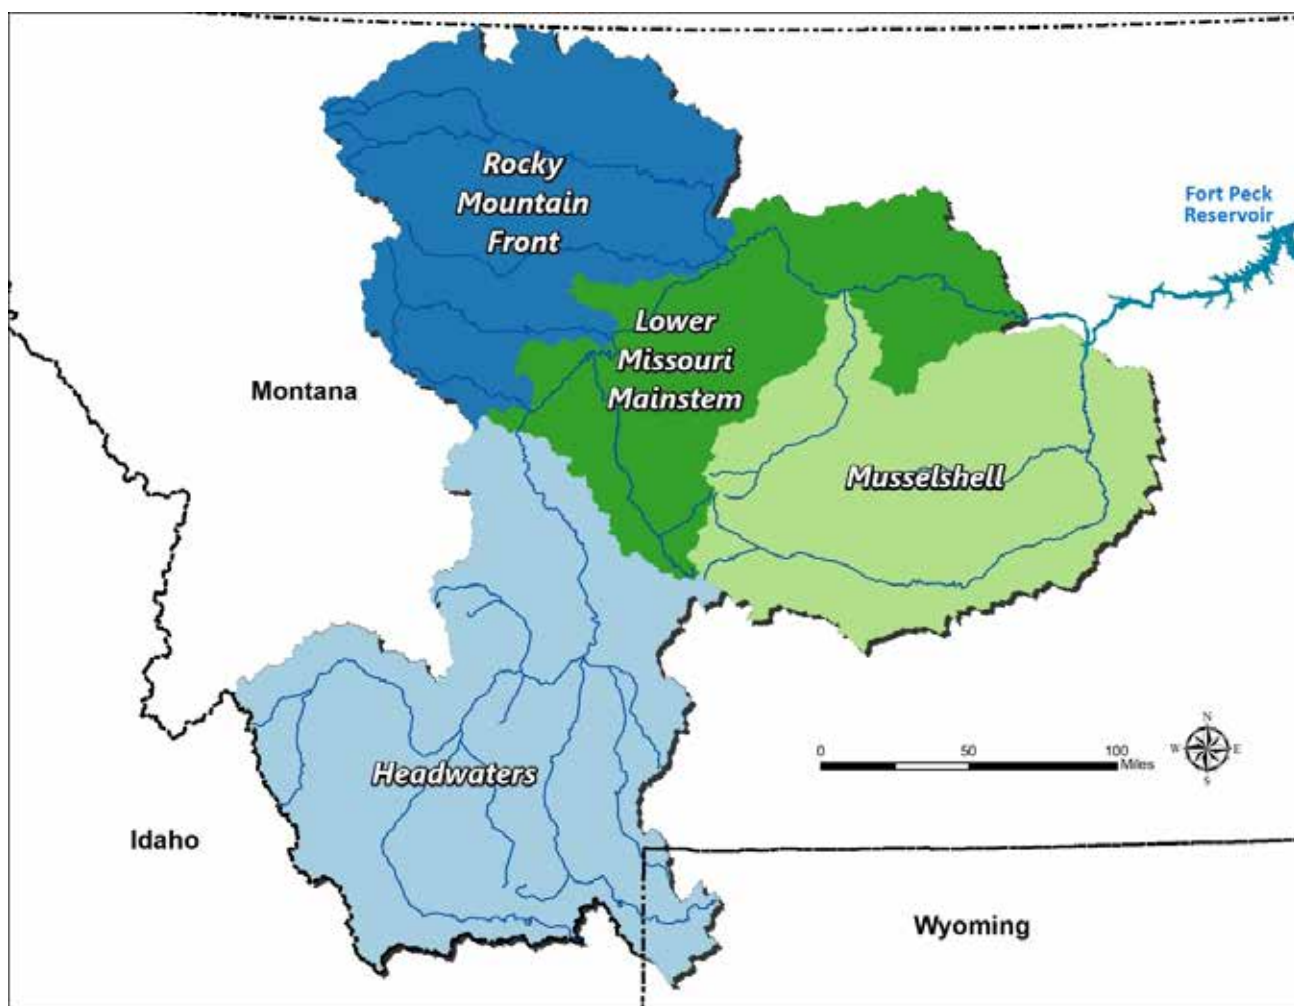 Rocky
Mountain
Front
Fort Peck
Reservoir
Lower
Missouri
Mainstem
Montana
Musselshell
N
W
E
S
0
50
100
Miles
Headwaters
Idaho
Wyoming